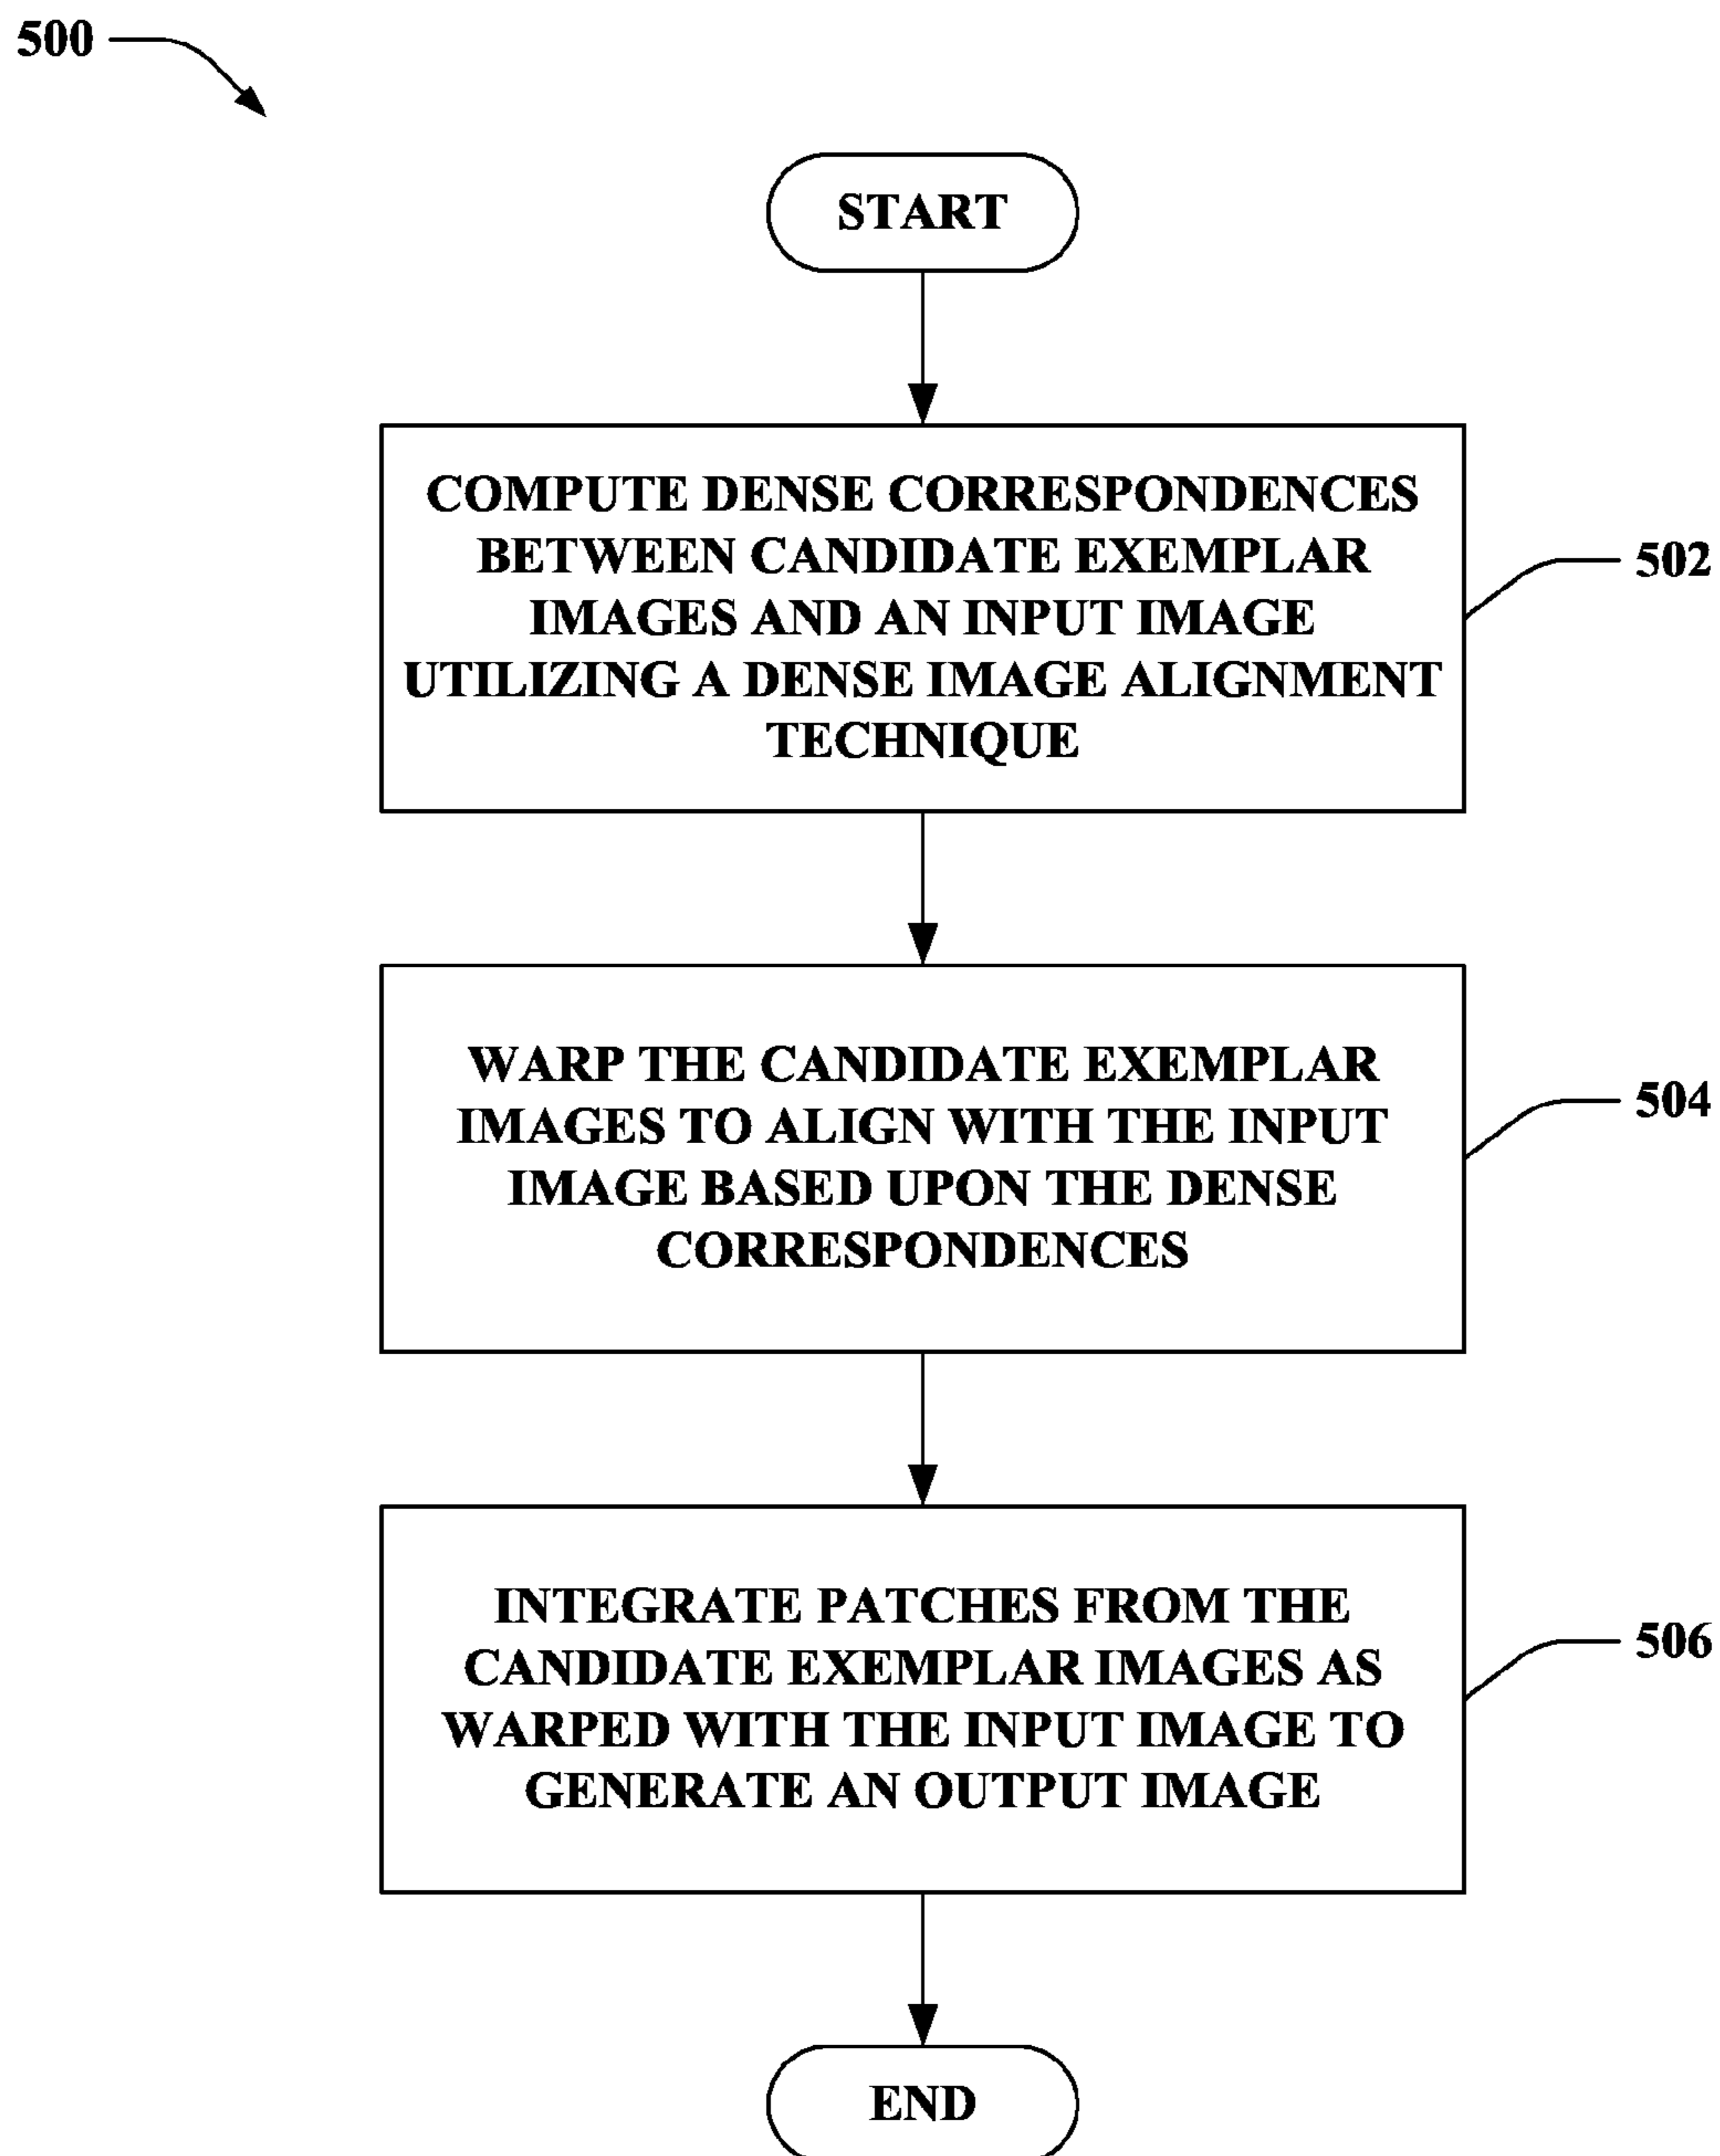 500
START
COMPUTE DENSE CORRESPONDENCES
BETWEEN CANDIDATE EXEMPLAR
IMAGES AND AN INPUT IMAGE
UTILIZING A DENSE IMAGE ALIGNMENT
TECHNIQUE
502
WARP THE CANDIDATE EXEMPLAR
IMAGES TO ALIGN WITH THE INPUT
IMAGE BASED UPON THE DENSE
CORRESPONDENCES
504
INTEGRATE PATCHES FROM THE
CANDIDATE EXEMPLAR IMAGES AS
WARPED WITH THE INPUT IMAGE TO
GENERATE AN OUTPUT IMAGE
506
END